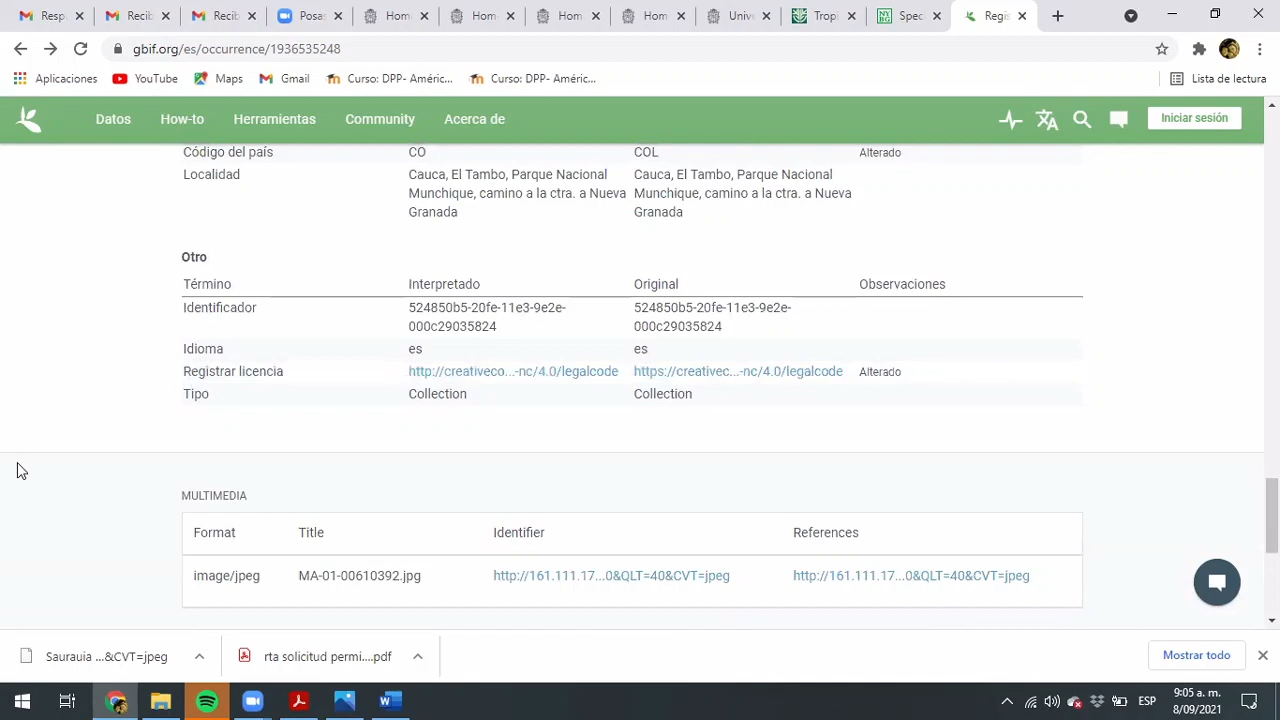 Resp
Recib
Recib
Posas
Hom
Hom
Hom
Hom
Unive
Tropi
Spec
Regis
gbif.org/es/occurrence/1936535248
Aplicaciones YouTube Maps Gmail Curso: DPP- Améric... Curso: DPP- Améric... Lista de lectura
Datos How-to Herramientas Community Acerca de Iniciar sesión
Código del país CO COL Alterado
Localidad Cauca, El Tambo, Parque Nacional Cauca, El Tambo, Parque Nacional
Munchique, camino a la ctra. a Nueva Munchique, camino a la ctra. a Nueva
Granada Granada
Otro
Término Interpretado Original Observaciones
Identificador 524850b5-20fe-11e3-9e2e- 524850b5-20fe-11e3-9e2e-
000c29035824 000c29035824
Idioma es es
Registrar licencia http://creativeco...-nc/4.0/legalcode https://creativec...-nc/4.0/legalcode Alterado
Tipo Collection Collection
MULTIMEDIA
Format Title Identifier References
image/jpeg MA-01-00610392.jpg http://161.111.17...0&QLT=40&CVT=jpeg http://161.111.17...0&QLT=40&CVT=jpeg
Saurauia ...&CVT=jpeg rta solicitud permi....pdf Mostrar todo
ESP 9:05 a. m.
8/09/2021